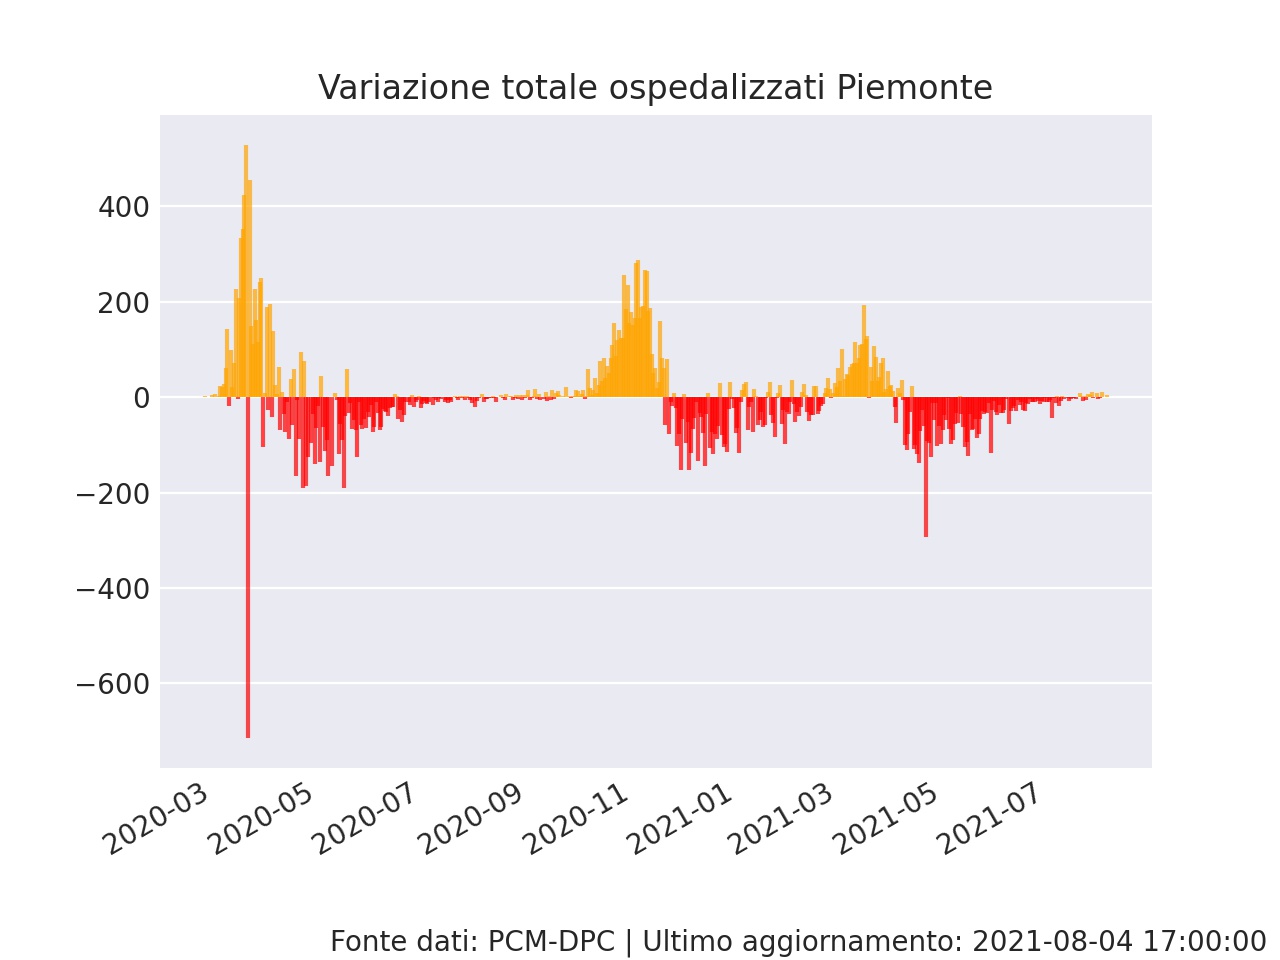 Variazione totale ospedalizzati Piemonte
400
200
0
−200
−400
−600
2020-03 2020-05 2020-07 2020-09 2020-11 2021-01 2021-03 2021-05 2021-07
Fonte dati: PCM-DPC | Ultimo aggiornamento: 2021-08-04 17:00:00